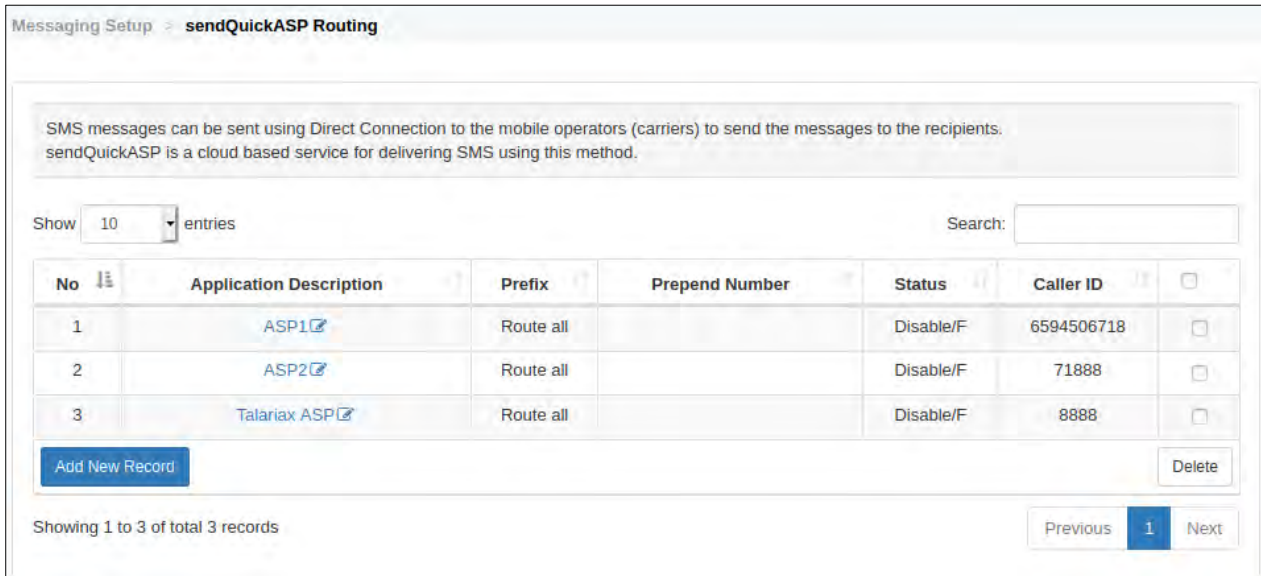 Messaging Setup > sendQuickASP Routing
SMS messages can be sent using Direct Connection to the mobile operators (carriers) to send the messages to the recipients.
sendQuickASP is a cloud based service for delivering SMS using this method.
Show 10 entries Search:
No Application Description Prefix Prepend Number Status Caller ID
1 ASP1 Route all Disable/F 6594506718
2 ASP2 Route all Disable/F 71888
3 Talariax ASP Route all Disable/F 8888
Add New Record Delete
Showing 1 to 3 of total 3 records Previous 1 Next